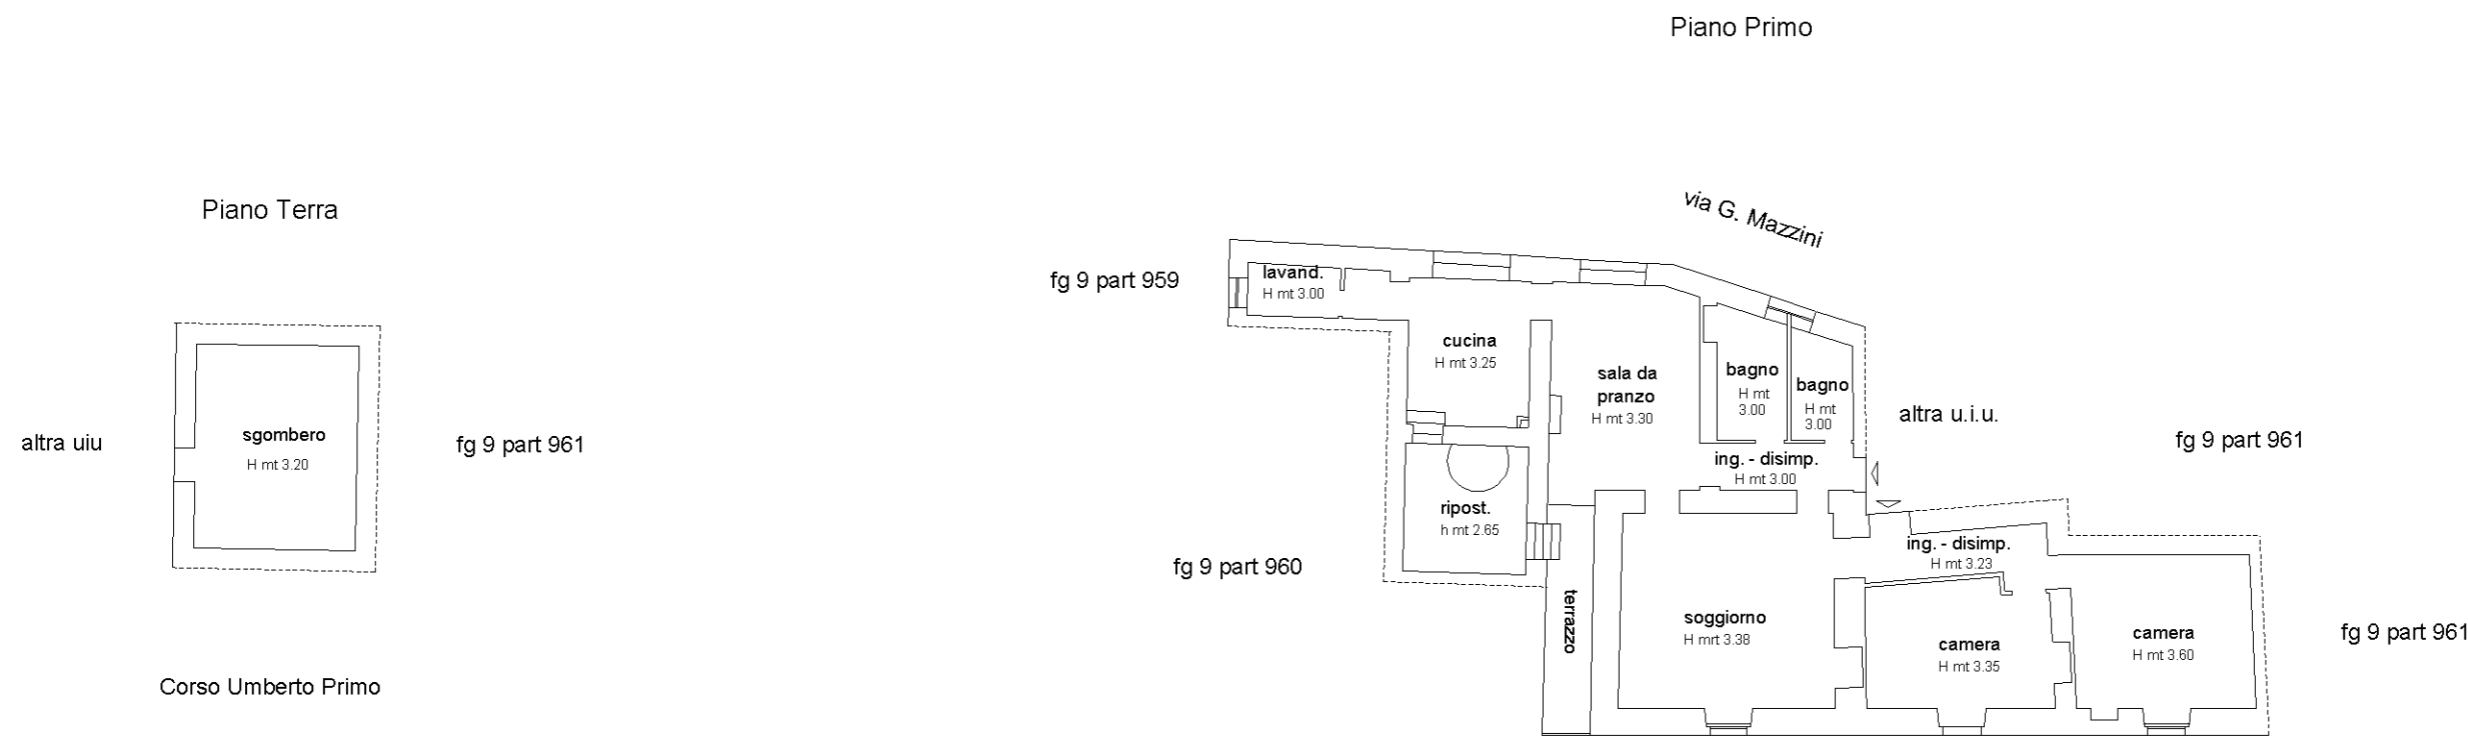 Piano Primo
Piano Terra
via G. Mazzini
fg 9 part 959
lavand.
H mt 3.00
cucina
H mt 3.25
sala da
pranzo
H mt 3.30
bagno
H mt
3.00
bagno
H mt
3.00
altra u.i.u.
fg 9 part 961
altra uiu
sgombero
H mt 3.20
fg 9 part 961
ing. - disimp.
H mt 3.00
ripost.
h mt 2.65
fg 9 part 960
ing. - disimp.
H mt 3.23
terrazzo
soggiorno
H mrt 3.38
camera
H mt 3.35
camera
H mt 3.60
fg 9 part 961
Corso Umberto Primo